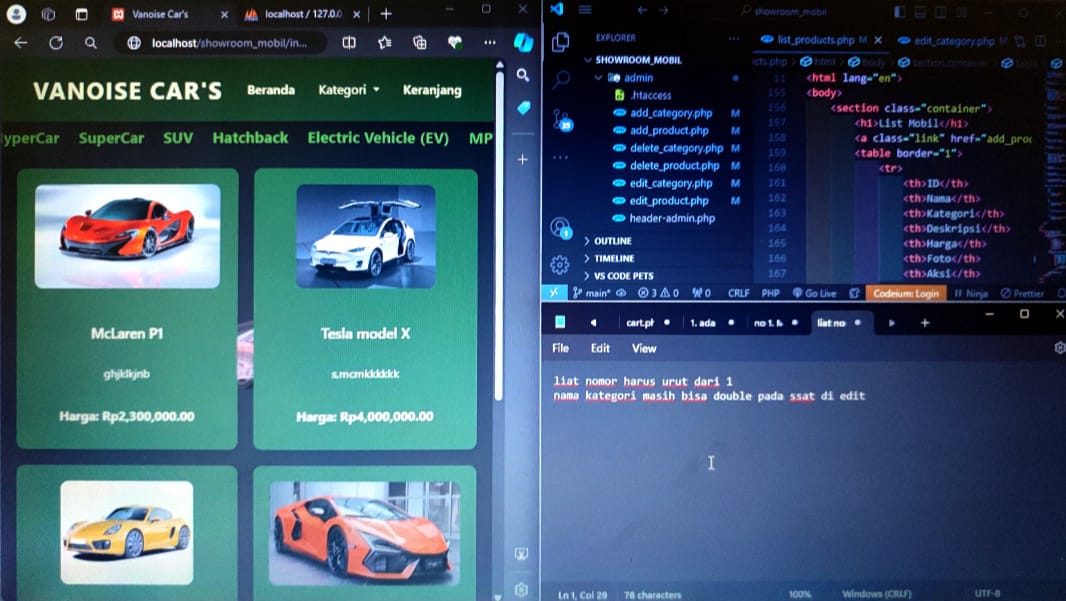 Vanoise Car's
localhost / 127.0.0
localhost/showroom_mobil/in...
VANOISE CAR'S
Beranda
Kategori
Keranjang
yperCar
SuperCar
SUV
Hatchback
Electric Vehicle (EV)
MP
McLaren P1
ghjklkjnb
Harga: Rp2,300,000.00
Tesla model X
s,mcmkkkkkk
Harga: Rp4,000,000.00
showroom_mobil
EXPLORER
SHOWROOM_MOBIL
admin
.htaccess
add_category.php M
add_product.php M
delete_category.php M
delete_product.php M
edit_category.php M
edit_product.php M
header-admin.php
OUTLINE
TIMELINE
VS CODE PETS
list_products.php M
edit_category.php M
cts.php > html > body > section.container >
11 <html lang="en">
155 <body>
156 <section class="container">
157 <h1>List Mobil</h1>
158 <a class="link" href="add_proc
159 <table border="1">
160 <tr>
161 <th>ID</th>
162 <th>Nama</th>
163 <th>Kategori</th>
164 <th>Deskripsi</th>
165 <th>Harga</th>
166 <th>Foto</th>
167 <th>Aksi</th>
main* 3 0 0 CRLF PHP Go Live Codeium: Login Ninja Prettier
cart.pl
1. ada
no 1. b
liat no
File Edit View
liat nomor harus urut dari 1
nama kategori masih bisa double pada ssat di edit
Ln 1, Col 29
78 characters
100%
Windows (CRLF)
UTF-8